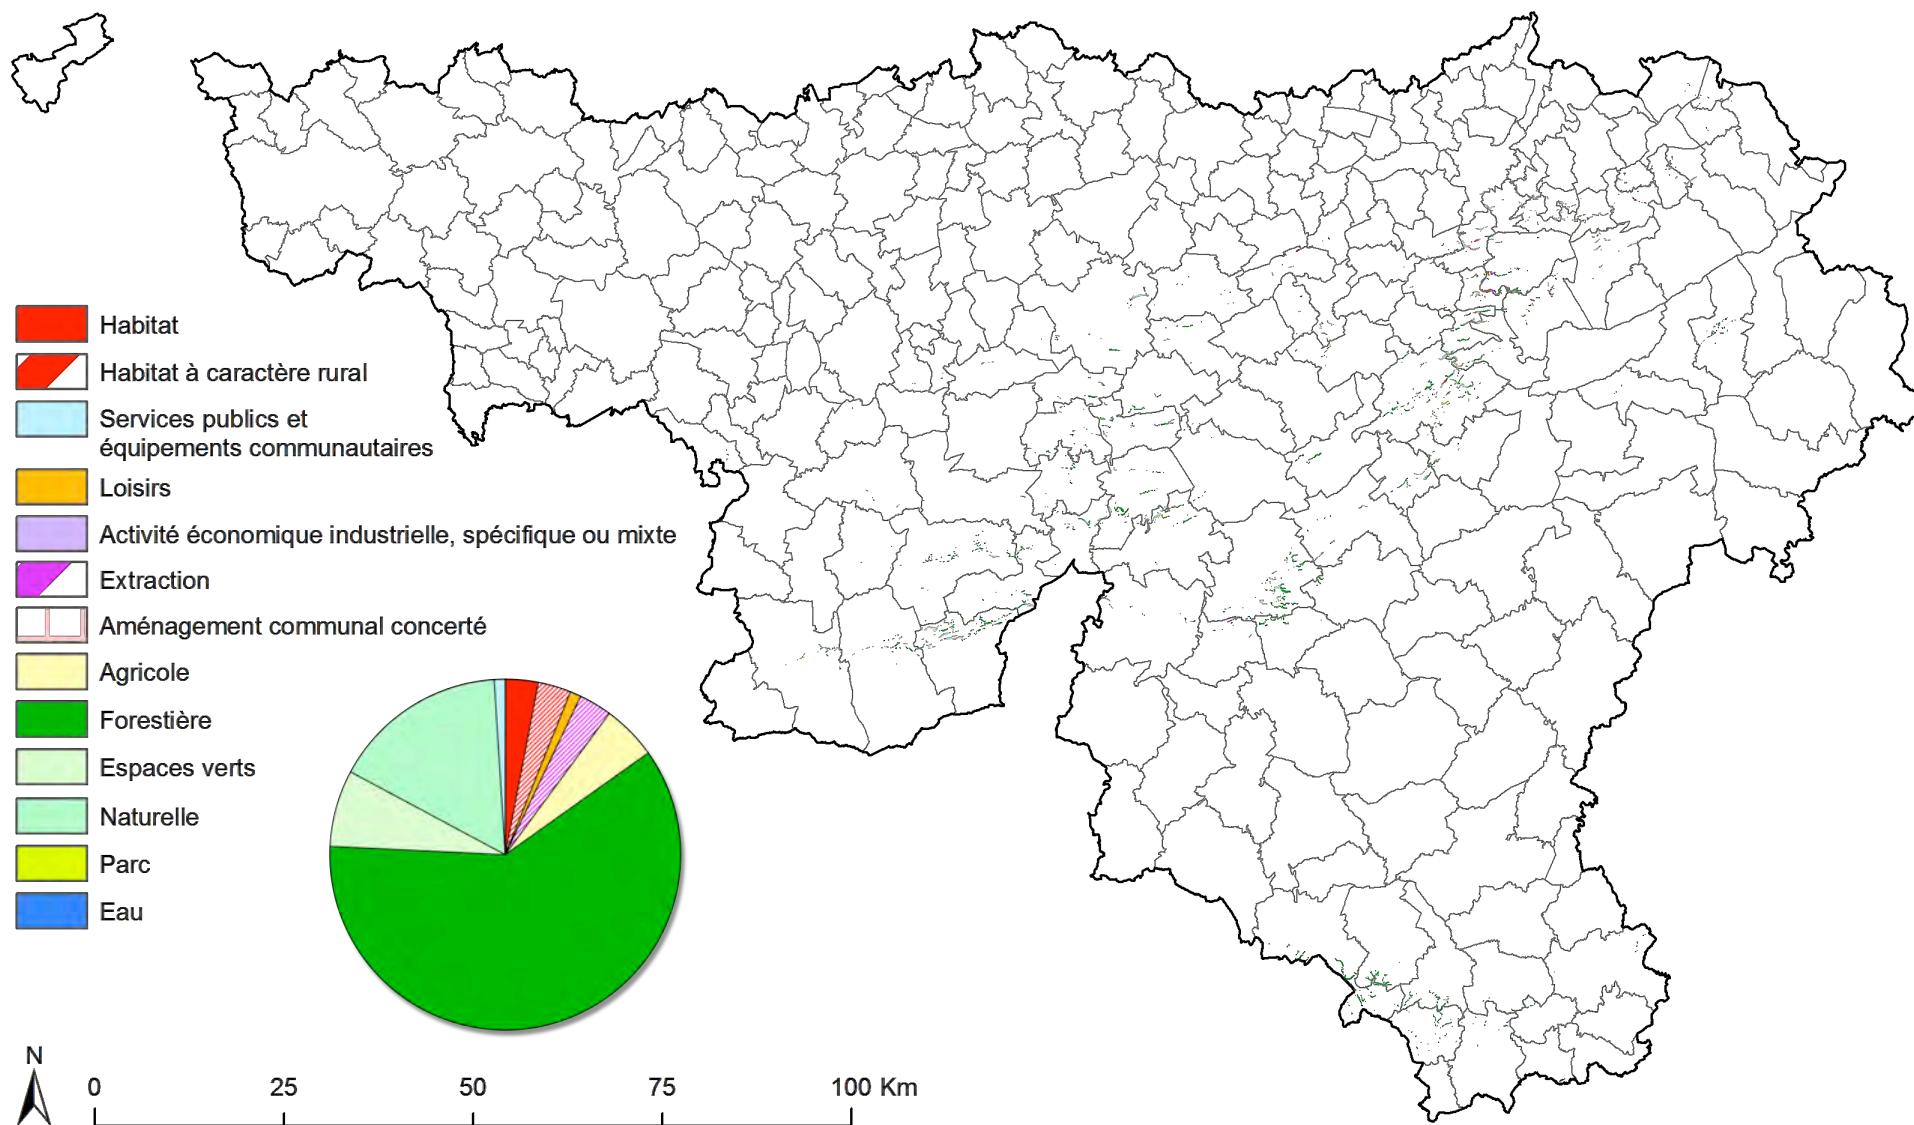 Habitat
Habitat à caractère rural
Services publics et
équipements communautaires
Loisirs
Activité économique industrielle, spécifique ou mixte
Extraction
Aménagement communal concerté
Agricole
Forestière
Espaces verts
Naturelle
Parc
Eau
N
0 25 50 75 100 Km